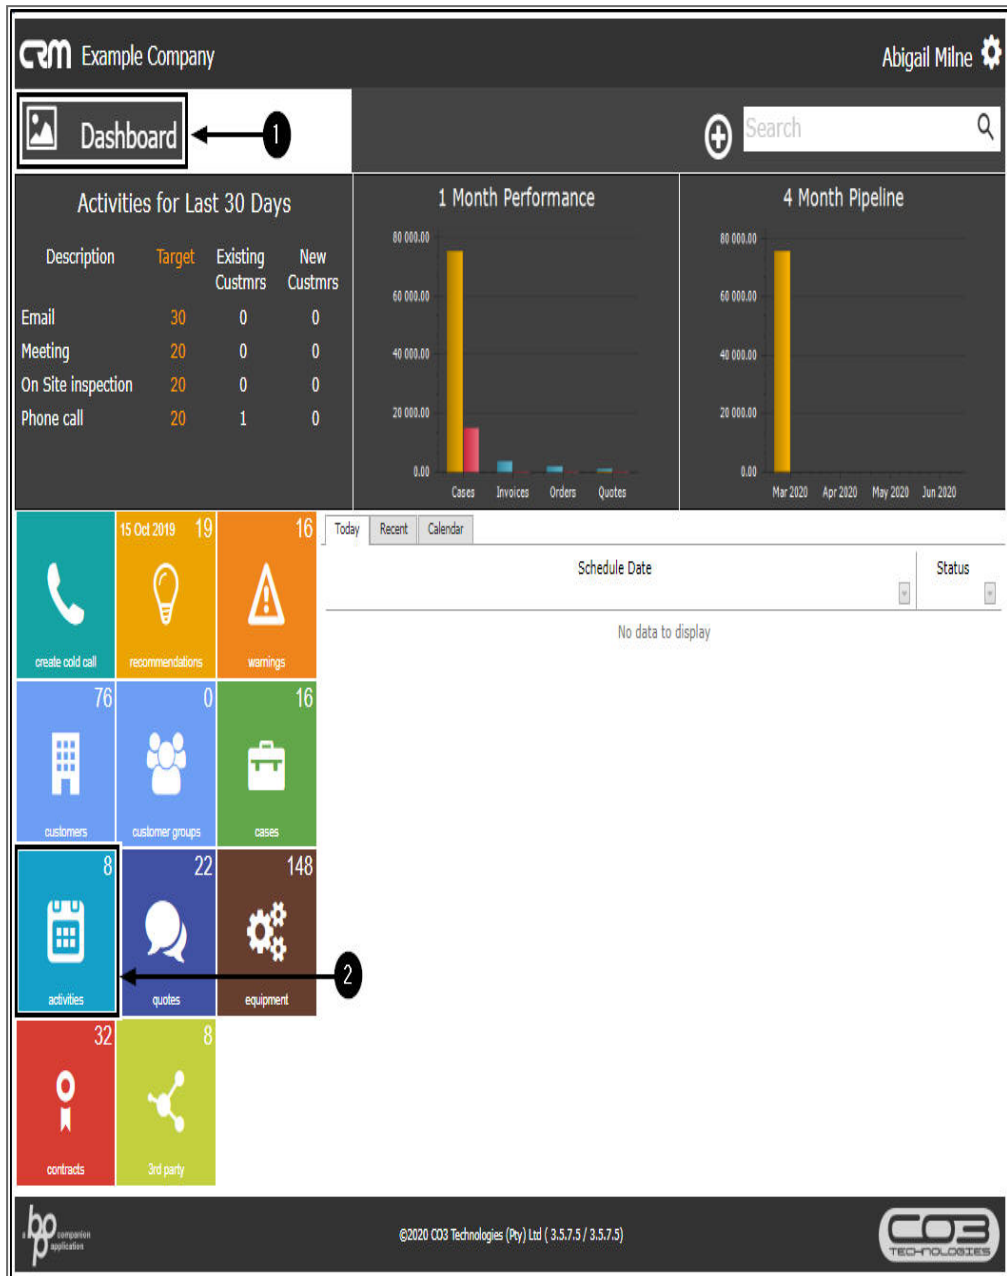 CRM Example Company
Abigail Milne
Dashboard
1
Search
Activities for Last 30 Days
Description Target Existing Custmrs New Custmrs
Email 30 0 0
Meeting 20 0 0
On Site inspection 20 0 0
Phone call 20 1 0
1 Month Performance
80 000.00
60 000.00
40 000.00
20 000.00
0.00
Cases Invoices Orders Quotes
4 Month Pipeline
80 000.00
60 000.00
40 000.00
20 000.00
0.00
Mar 2020 Apr 2020 May 2020 Jun 2020
create cold call
15 Oct 2019 19
recommendations
16
warnings
Today Recent Calendar
Schedule Date Status
No data to display
76
customers
0
customer groups
16
cases
8
activities
22
quotes
148
equipment
2
32
contracts
8
3rd party
a bpo companion application
©2020 CO3 Technologies (Pty) Ltd ( 3.5.7.5 / 3.5.7.5)
CO3
TECHNOLOGIES